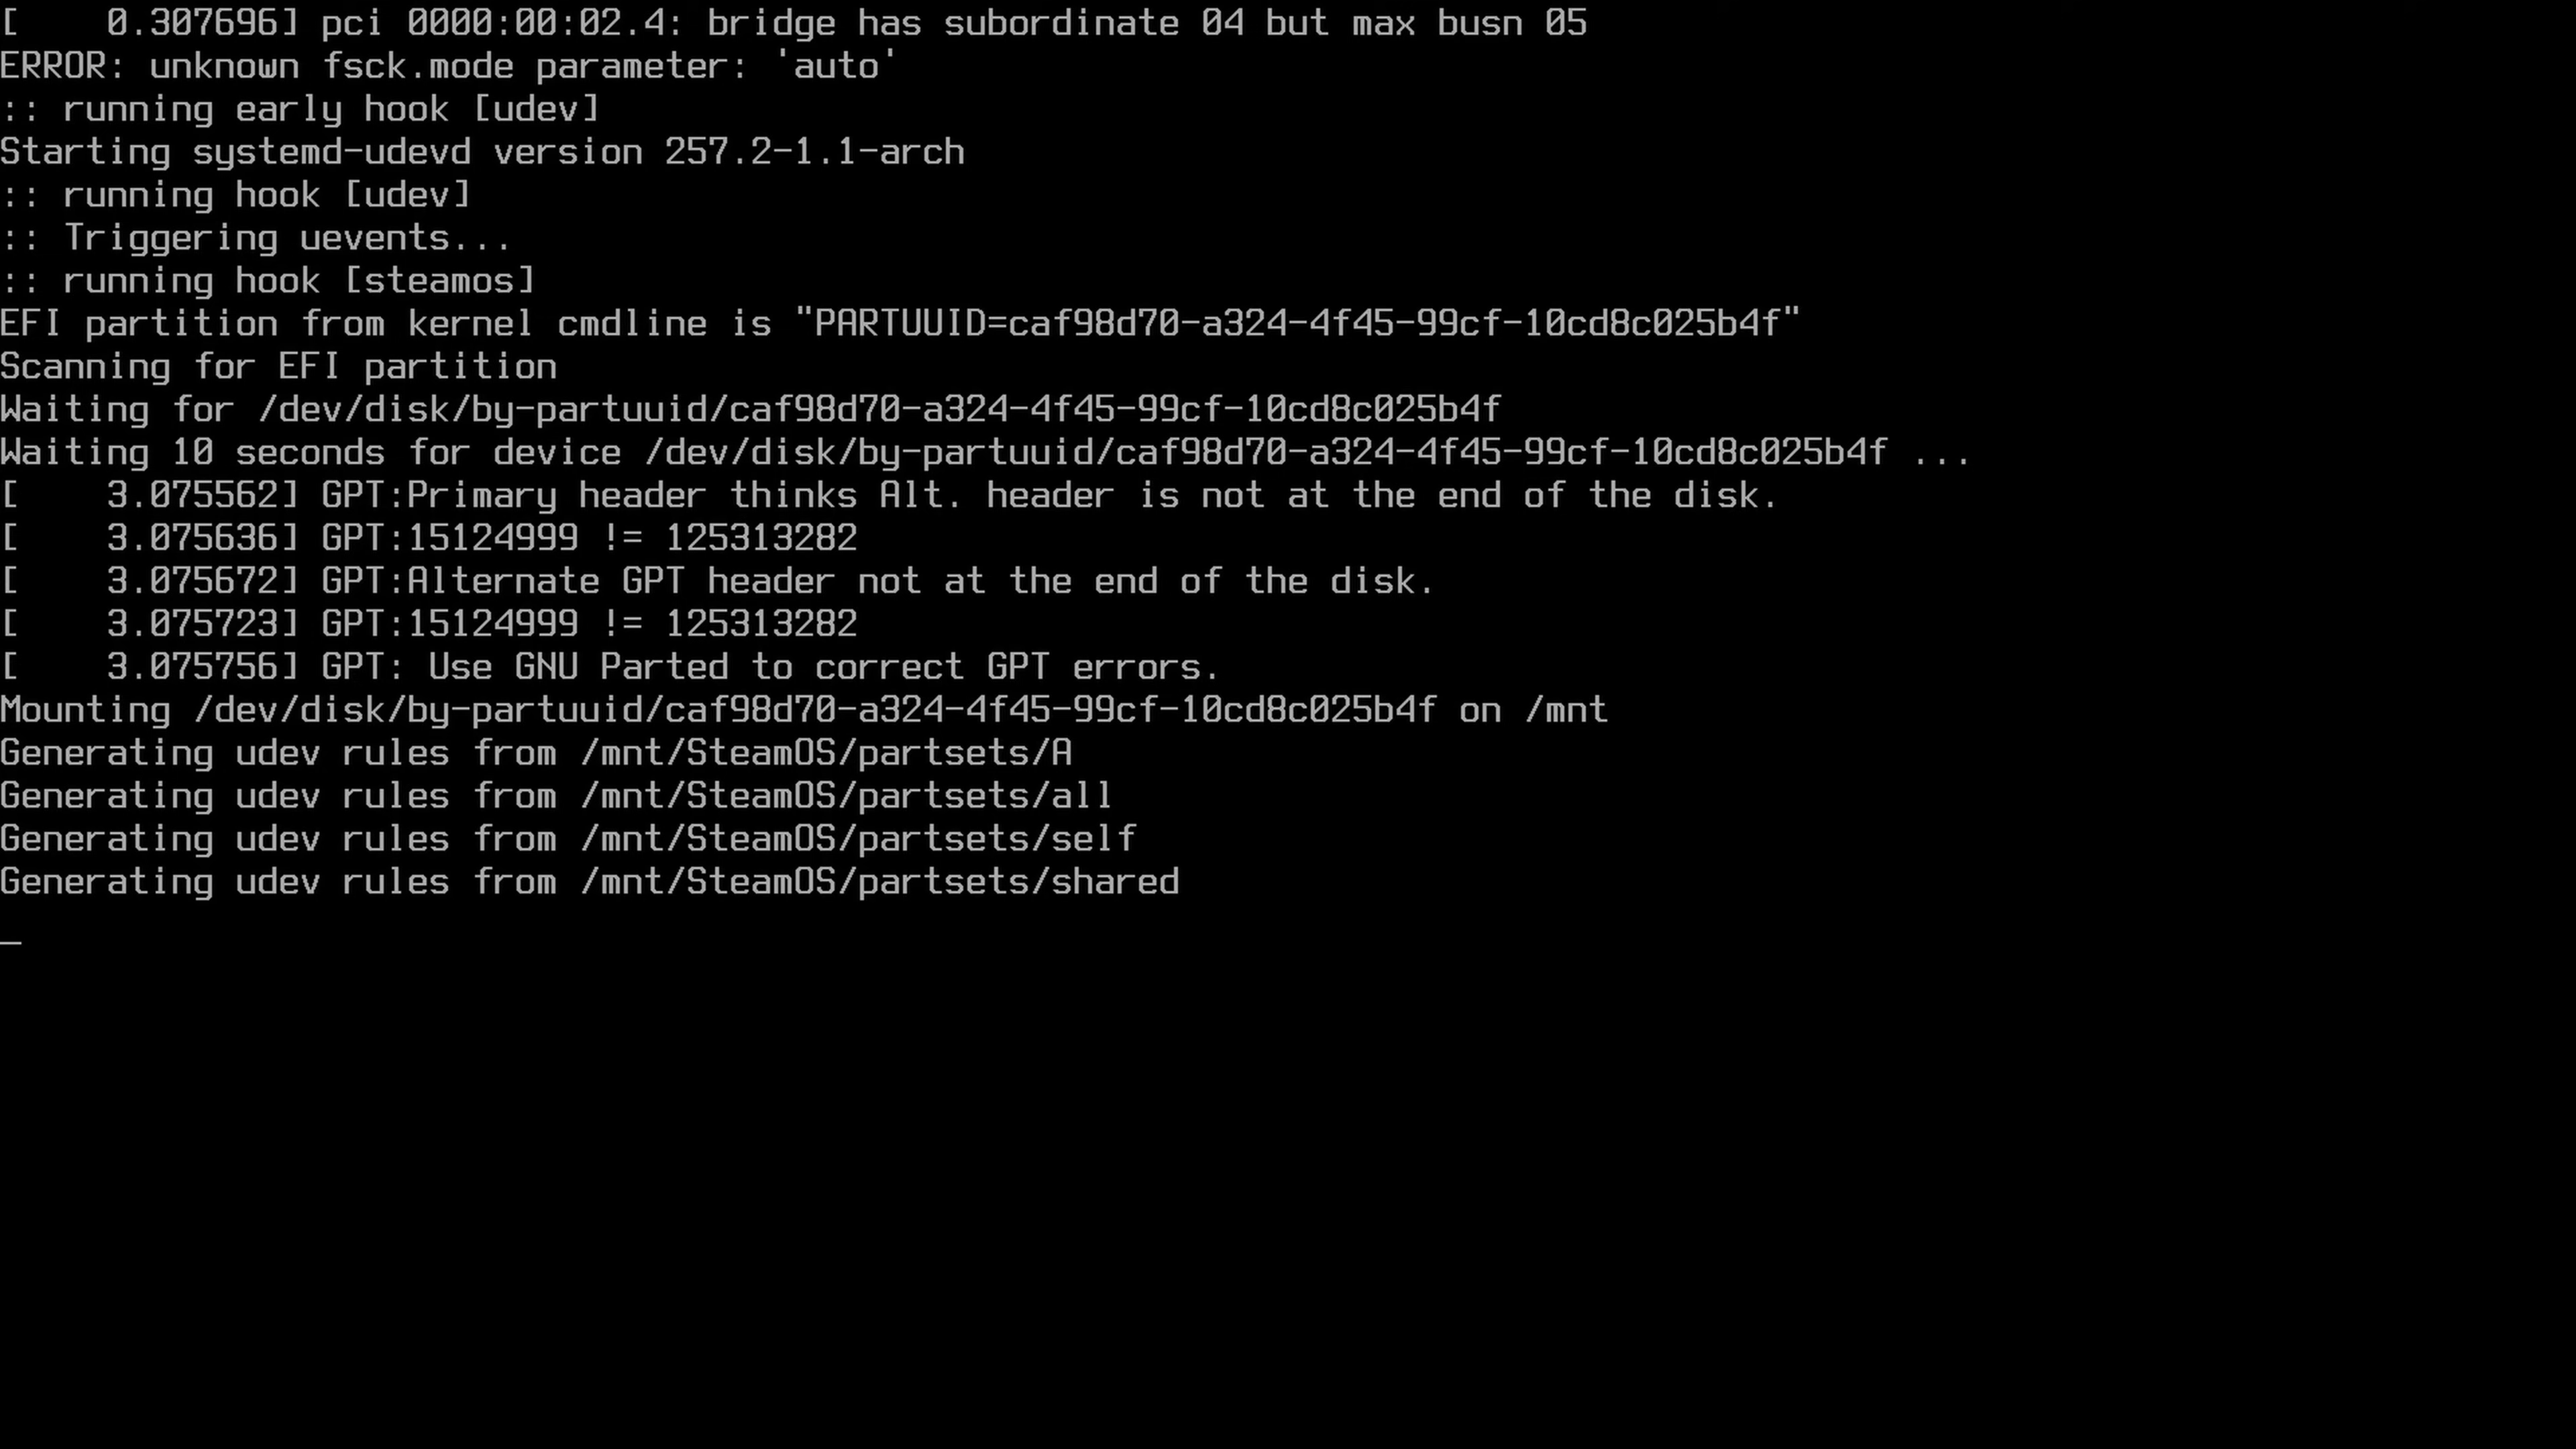 [    0.307696] pci 0000:00:02.4: bridge has subordinate 04 but max busn 05
ERROR: unknown fsck.mode parameter: 'auto'
:: running early hook [udev]
Starting systemd-udevd version 257.2-1.1-arch
:: running hook [udev]
:: Triggering uevents...
:: running hook [steamos]
EFI partition from kernel cmdline is "PARTUUID=caf98d70-a324-4f45-99cf-10cd8c025b4f"
Scanning for EFI partition
Waiting for /dev/disk/by-partuuid/caf98d70-a324-4f45-99cf-10cd8c025b4f
Waiting 10 seconds for device /dev/disk/by-partuuid/caf98d70-a324-4f45-99cf-10cd8c025b4f ...
[    3.075562] GPT:Primary header thinks Alt. header is not at the end of the disk.
[    3.075636] GPT:15124999 != 125313282
[    3.075672] GPT:Alternate GPT header not at the end of the disk.
[    3.075723] GPT:15124999 != 125313282
[    3.075756] GPT: Use GNU Parted to correct GPT errors.
Mounting /dev/disk/by-partuuid/caf98d70-a324-4f45-99cf-10cd8c025b4f on /mnt
Generating udev rules from /mnt/SteamOS/partsets/A
Generating udev rules from /mnt/SteamOS/partsets/all
Generating udev rules from /mnt/SteamOS/partsets/self
Generating udev rules from /mnt/SteamOS/partsets/shared
_